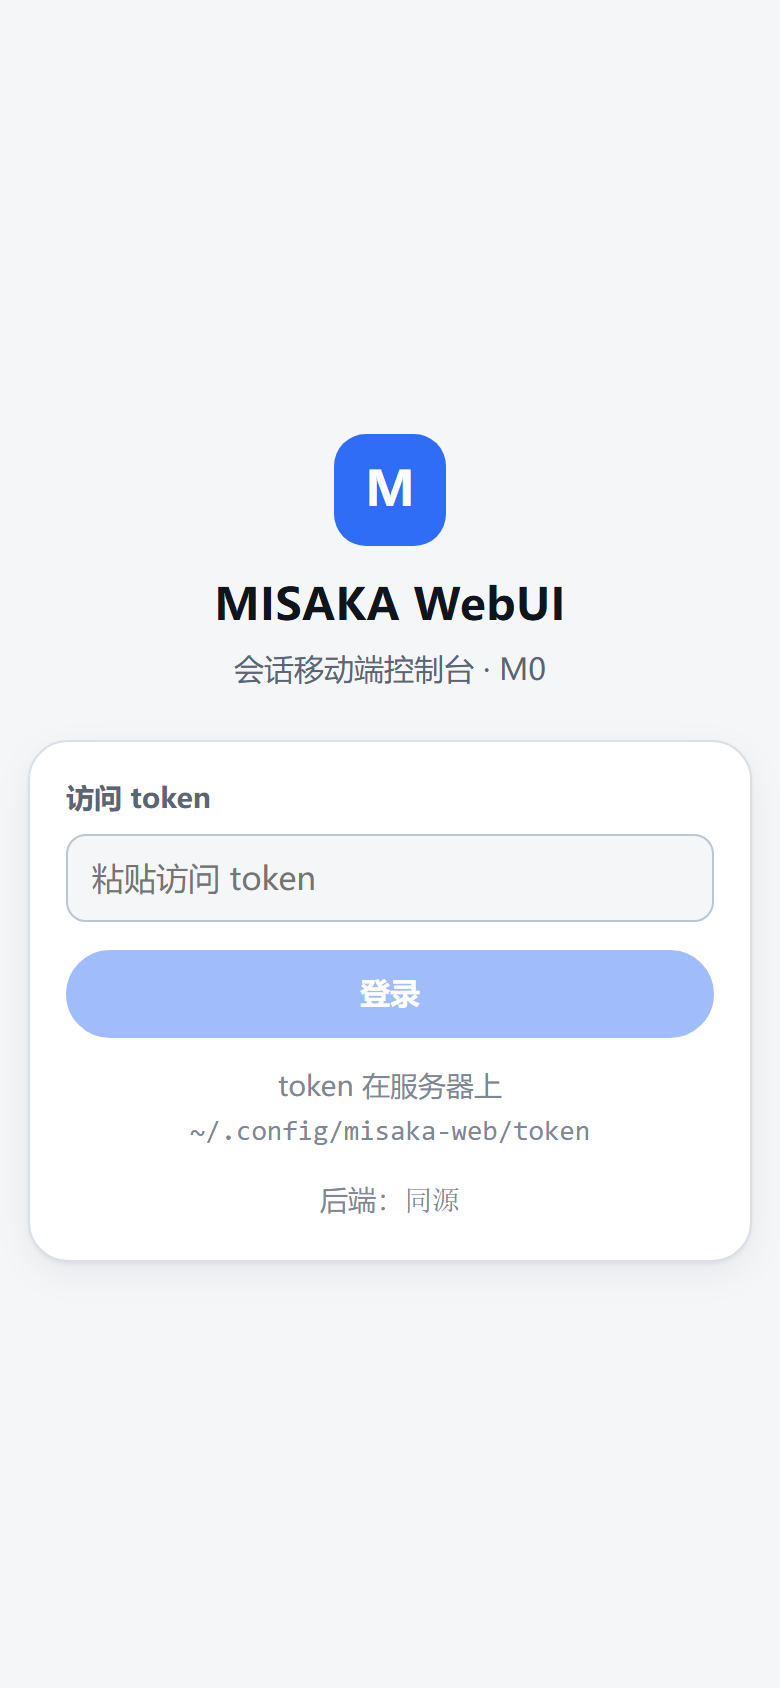 M
MISAKA WebUI
会话移动端控制台 · M0
访问 token
粘贴访问 token
登录
token 在服务器上
~/.config/misaka-web/token
后端：同源